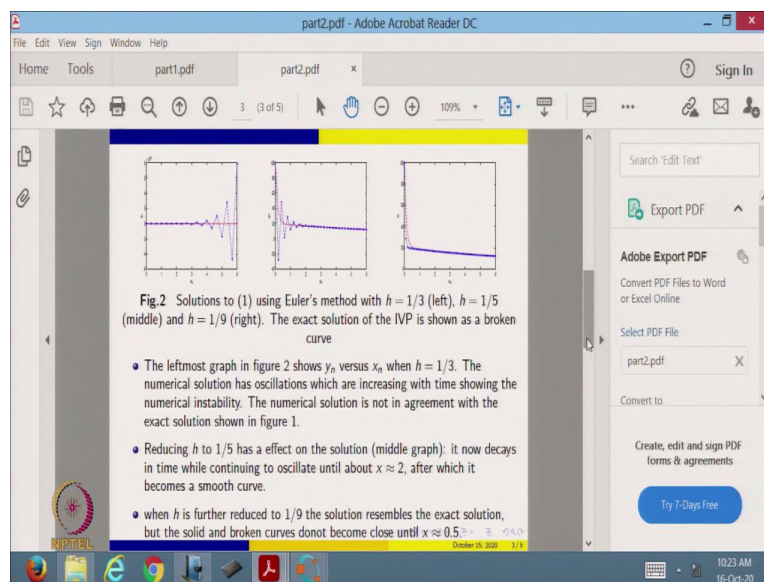 part2.pdf - Adobe Acrobat Reader DC
File Edit View Sign Window Help
Home Tools part1.pdf part2.pdf × Sign In
3 (3 of 5) 109%
Fig.2 Solutions to (1) using Euler's method with h = 1/3 (left), h = 1/5
(middle) and h = 1/9 (right). The exact solution of the IVP is shown as a broken
curve
• The leftmost graph in figure 2 shows yₙ versus xₙ when h = 1/3. The
numerical solution has oscillations which are increasing with time showing the
numerical instability. The numerical solution is not in agreement with the
exact solution shown in figure 1.
• Reducing h to 1/5 has a effect on the solution (middle graph): it now decays
in time while continuing to oscillate until about x ≈ 2, after which it
becomes a smooth curve.
• when h is further reduced to 1/9 the solution resembles the exact solution,
but the solid and broken curves donot become close until x ≈ 0.5.
October 15, 2020 3/5
NPTEL
Search 'Edit Text'
Export PDF
Adobe Export PDF
Convert PDF Files to Word
or Excel Online
Select PDF File
part2.pdf X
Convert to
Create, edit and sign PDF
forms & agreements
Try 7-Days Free
10:23 AM
16-Oct-20